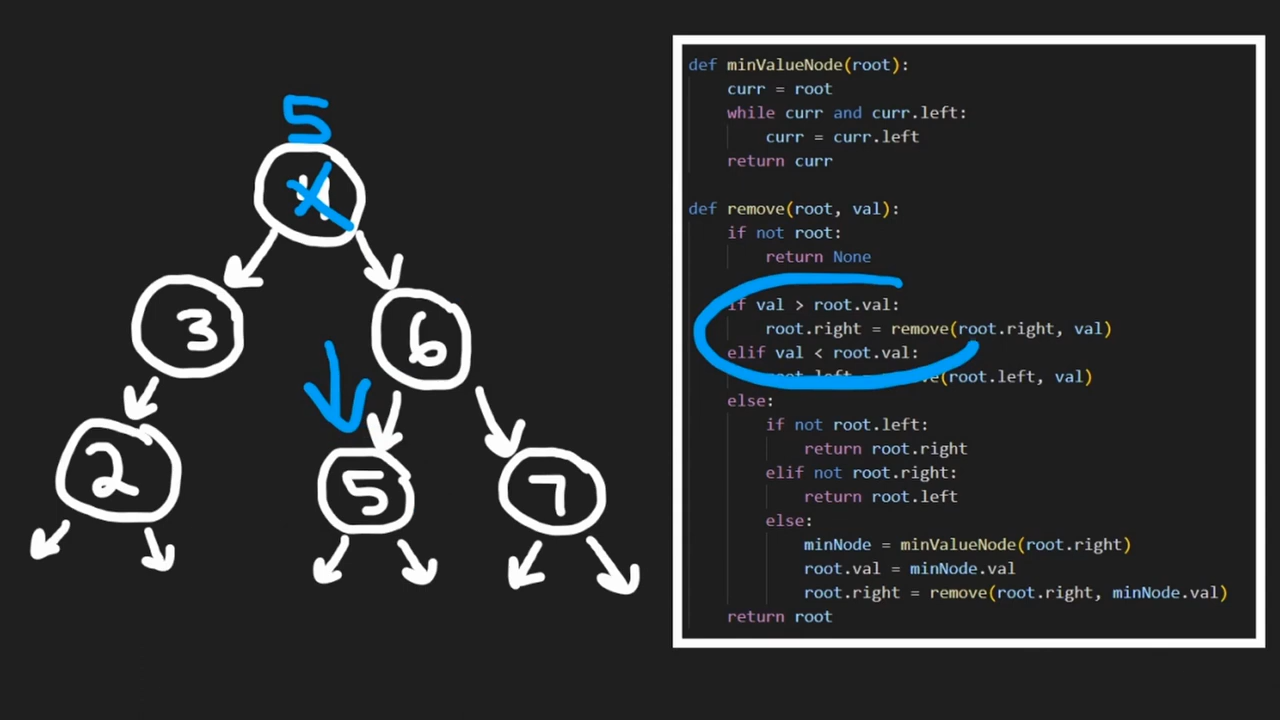 5
4
3
6
2
5
7
def minValueNode(root):
    curr = root
    while curr and curr.left:
        curr = curr.left
    return curr
def remove(root, val):
    if not root:
        return None
    if val > root.val:
        root.right = remove(root.right, val)
    elif val < root.val:
        root.left = remove(root.left, val)
    else:
        if not root.left:
            return root.right
        elif not root.right:
            return root.left
        else:
            minNode = minValueNode(root.right)
            root.val = minNode.val
            root.right = remove(root.right, minNode.val)
    return root